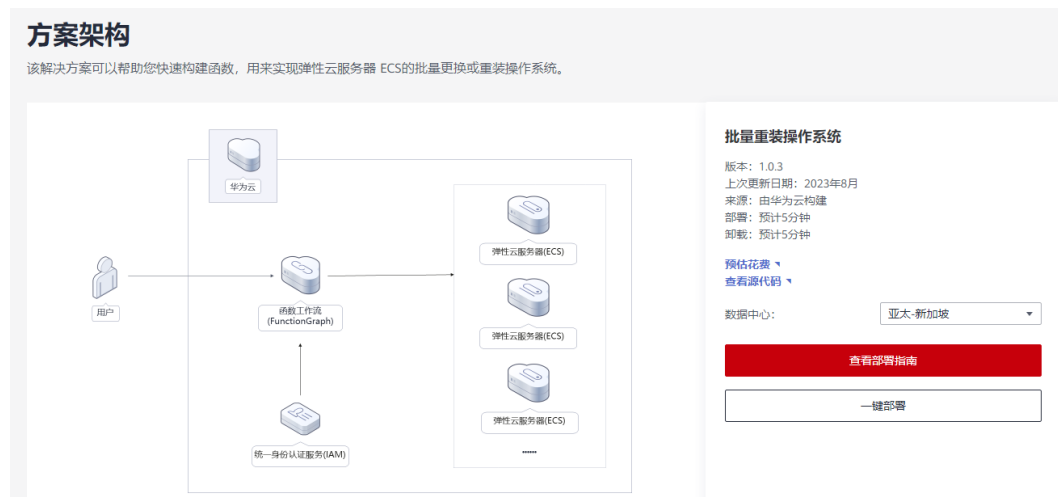 方案架构
该解决方案可以帮助您快速构建函数，用来实现弹性云服务器 ECS的批量更换或重装操作系统。
华为云
用户
函数工作流
(FunctionGraph)
统一身份认证服务(IAM)
弹性云服务器(ECS)
弹性云服务器(ECS)
弹性云服务器(ECS)
......
批量重装操作系统
版本：1.0.3
上次更新日期：2023年8月
来源：由华为云构建
部署：预计5分钟
卸载：预计5分钟
预估花费
查看源代码
数据中心：
亚太-新加坡
查看部署指南
一键部署